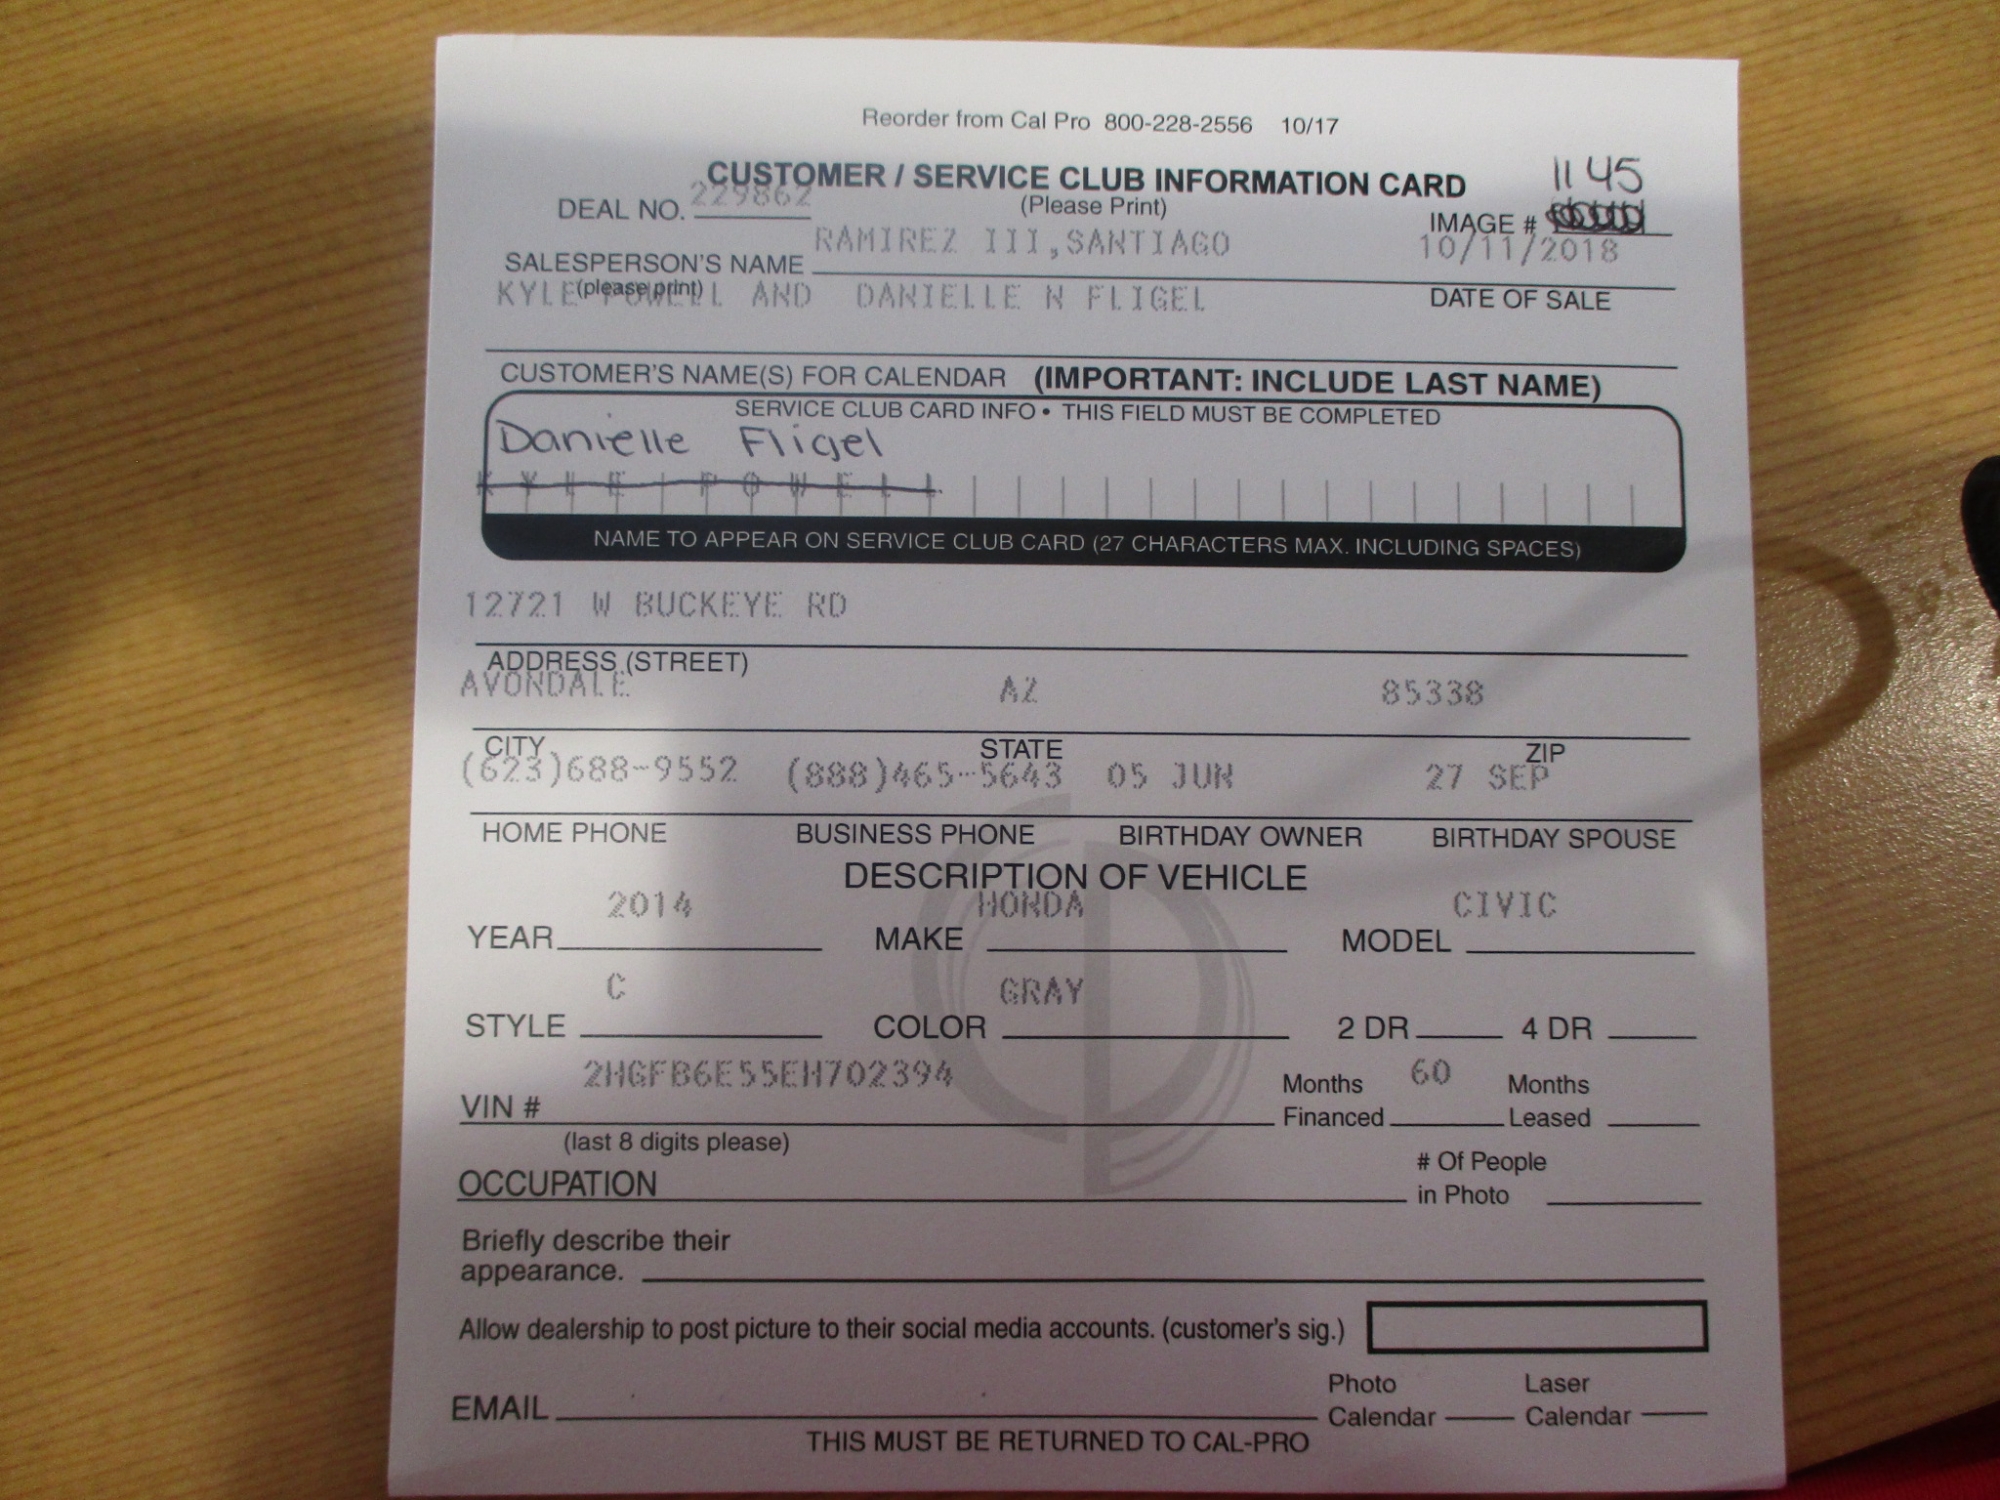 Reorder from Cal Pro 800-228-2556 10/17
CUSTOMER / SERVICE CLUB INFORMATION CARD 1145
DEAL NO. 229862 (Please Print) IMAGE #
RAMIREZ III,SANTIAGO 10/11/2018
SALESPERSON'S NAME
(please print)
KYLE POWELL AND DANIELLE N FLIGEL DATE OF SALE
CUSTOMER'S NAME(S) FOR CALENDAR (IMPORTANT: INCLUDE LAST NAME)
SERVICE CLUB CARD INFO • THIS FIELD MUST BE COMPLETED
Danielle Fligel
KYLE POWELL
NAME TO APPEAR ON SERVICE CLUB CARD (27 CHARACTERS MAX. INCLUDING SPACES)
12721 W BUCKEYE RD
ADDRESS (STREET)
AVONDALE AZ 85338
CITY STATE ZIP
(623)688-9552 (888)465-5643 05 JUN 27 SEP
HOME PHONE BUSINESS PHONE BIRTHDAY OWNER BIRTHDAY SPOUSE
DESCRIPTION OF VEHICLE
2014 HONDA CIVIC
YEAR MAKE MODEL
C GRAY
STYLE COLOR 2 DR 4 DR
2HGFB6E55EH702394 Months 60 Months
VIN # Financed Leased
(last 8 digits please)
# Of People
OCCUPATION in Photo
Briefly describe their
appearance.
Allow dealership to post picture to their social media accounts. (customer's sig.)
Photo Laser
EMAIL Calendar Calendar
THIS MUST BE RETURNED TO CAL-PRO